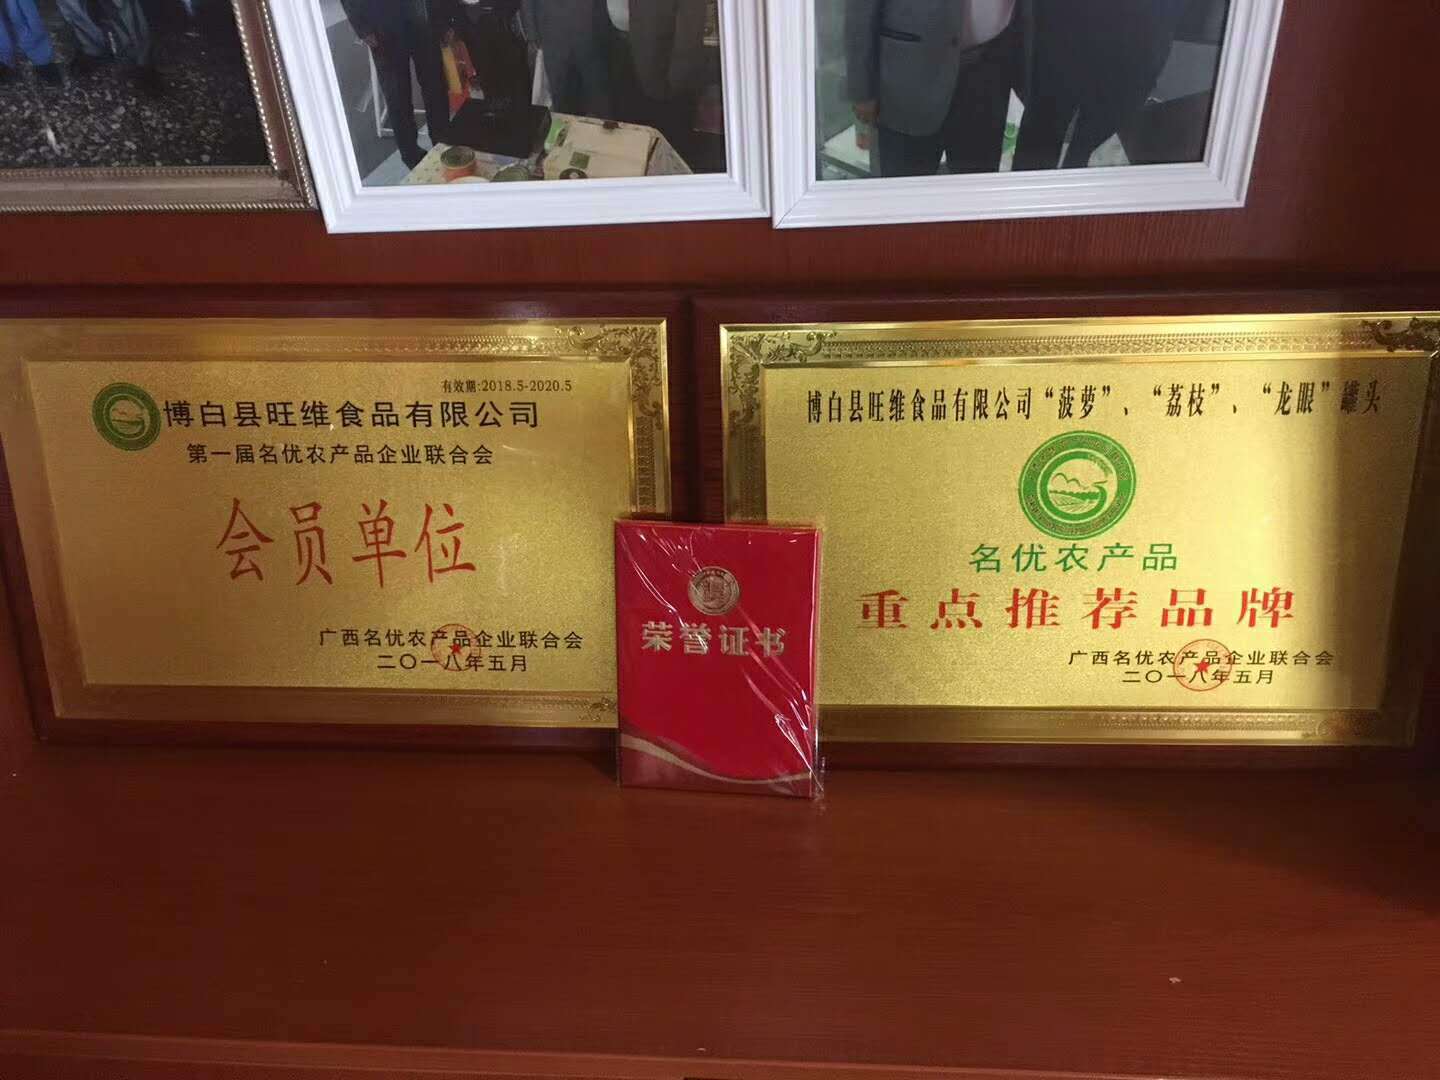 有效期:2018.5-2020.5
博白县旺维食品有限公司
第一届名优农产品企业联合会
会员单位
广西名优农产品企业联合会
二〇一八年五月
荣誉证书
博白县旺维食品有限公司“菠萝”、“荔枝”、“龙眼”罐头
名优农产品
重点推荐品牌
广西名优农产品企业联合会
二〇一八年五月